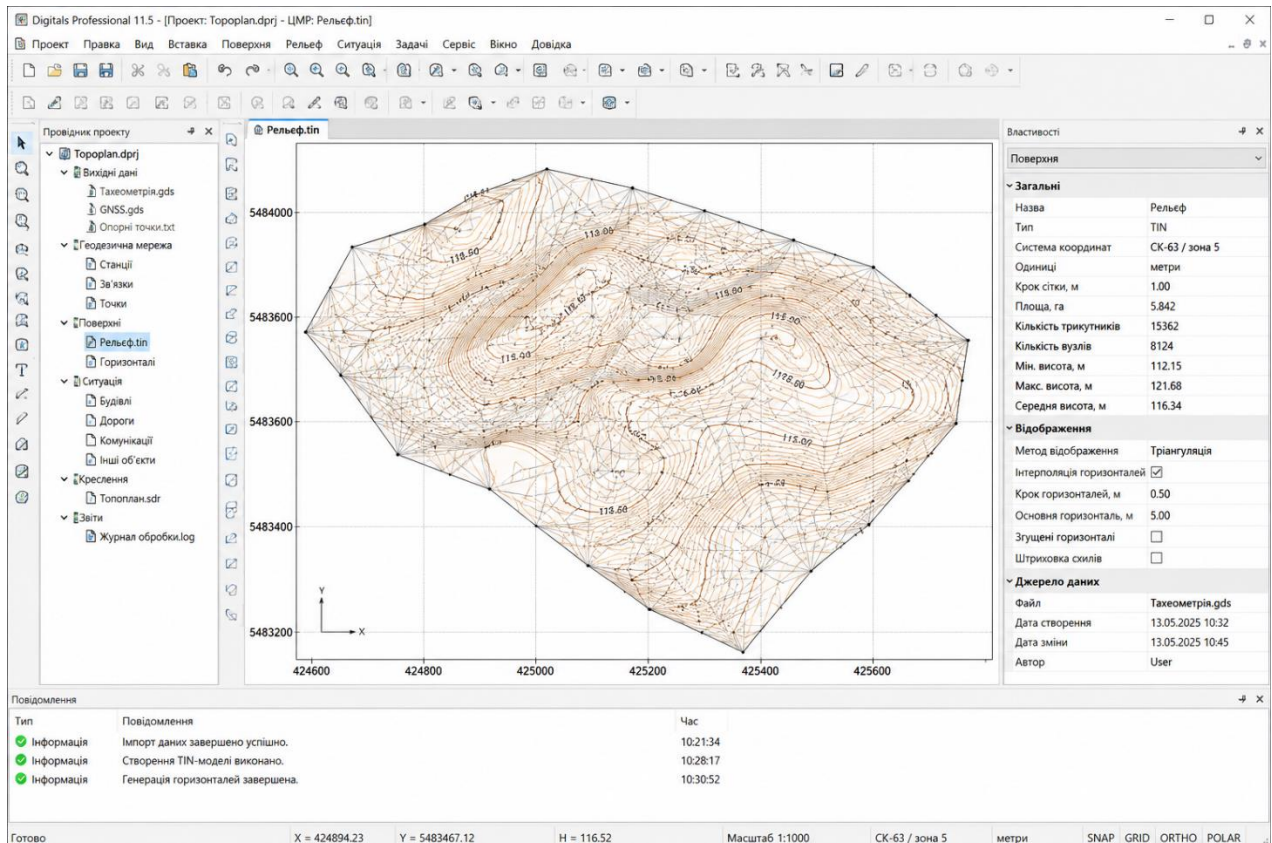 Digitals Professional 11.5 - [Проект: Topoplan.dprj - ЦМР: Рельєф.tin]
Проект Правка Вид Вставка Поверхня Рельеф Ситуація Задачі Сервіс Вікно Довідка
Провідник проекту
Topoplan.dprj
Вихідні дані
Тахеометрія.gds
GNSS.gds
Опорні точки.txt
Геодезична мережа
Станції
Зв'язки
Точки
Поверхні
Рельєф.tin
Горизонталі
Ситуація
Будівлі
Дороги
Комунікації
Інші об'єкти
Креслення
Топоплан.sdr
Звіти
Журнал обробки.log
Рельєф.tin
5484000
5483600
5483600
5483400
5483200
424600 424800 425000 425200 425400 425600
Y
X
113.00
113.60
115.00
113.60
Властивості
Поверхня
Загальні
Назва Рельєф
Тип TIN
Система координат СК-63 / зона 5
Одиниці метри
Крок сітки, м 1.00
Площа, га 5.842
Кількість трикутників 15362
Кількість вузлів 8124
Мін. висота, м 112.15
Макс. висота, м 121.68
Середня висота, м 116.34
Відображення
Метод відображення Тріангуляція
Інтерполяція горизонталей
Крок горизонталей, м 0.50
Основня горизонталь, м 5.00
Згущені горизонталі
Штриховка схилів
Джерело даних
Файл Тахеометрія.gds
Дата створення 13.05.2025 10:32
Дата зміни 13.05.2025 10:45
Автор User
Повідомлення
Тип Повідомлення Час
Інформація Імпорт даних завершено успішно. 10:21:34
Інформація Створення TIN-моделі виконано. 10:28:17
Інформація Генерація горизонталей завершена. 10:30:52
Готово X = 424894.23 Y = 5483467.12 H = 116.52 Масштаб 1:1000 СК-63 / зона 5 метри SNAP GRID ORTHO POLAR